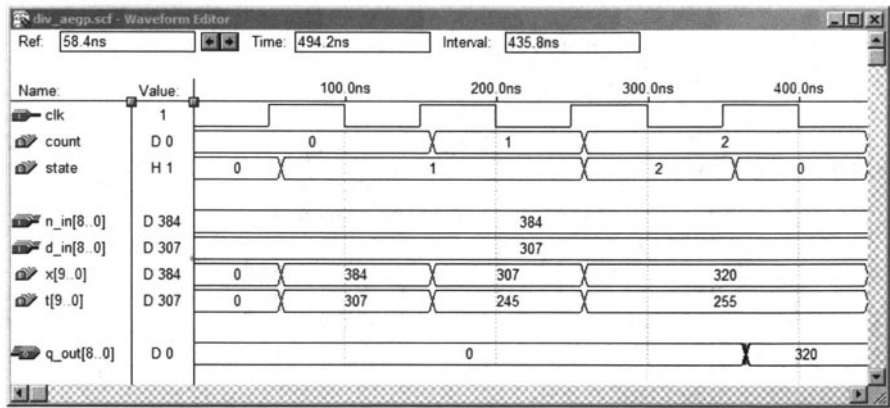 div_aegp.scf - Waveform Editor
Ref: 58.4ns Time: 494.2ns Interval: 435.8ns
Name: Value: 100.0ns 200.0ns 300.0ns 400.0ns
clk 1
count D 0 0 1 2
state H 1 0 1 2 0
n_in[8..0] D 384 384
d_in[8..0] D 307 307
x[9..0] D 384 0 384 307 320
t[9..0] D 307 0 307 245 255
q_out[8..0] D 0 0 320